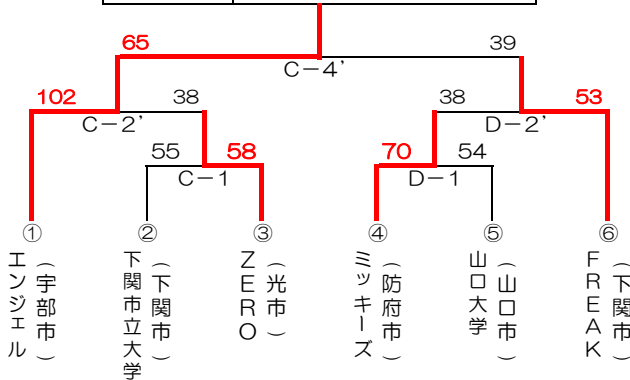 65
39
C－4’
102
38
38
53
C－2’
D－2’
55
58
70
54
C－1
D－1
①
②
③
④
⑤
⑥
エンジェル
（宇部市）
下関市立大学
（下関市）
ZERO
（光市）
ミッキーズ
（防府市）
山口大学
（山口市）
FREAK
（下関市）